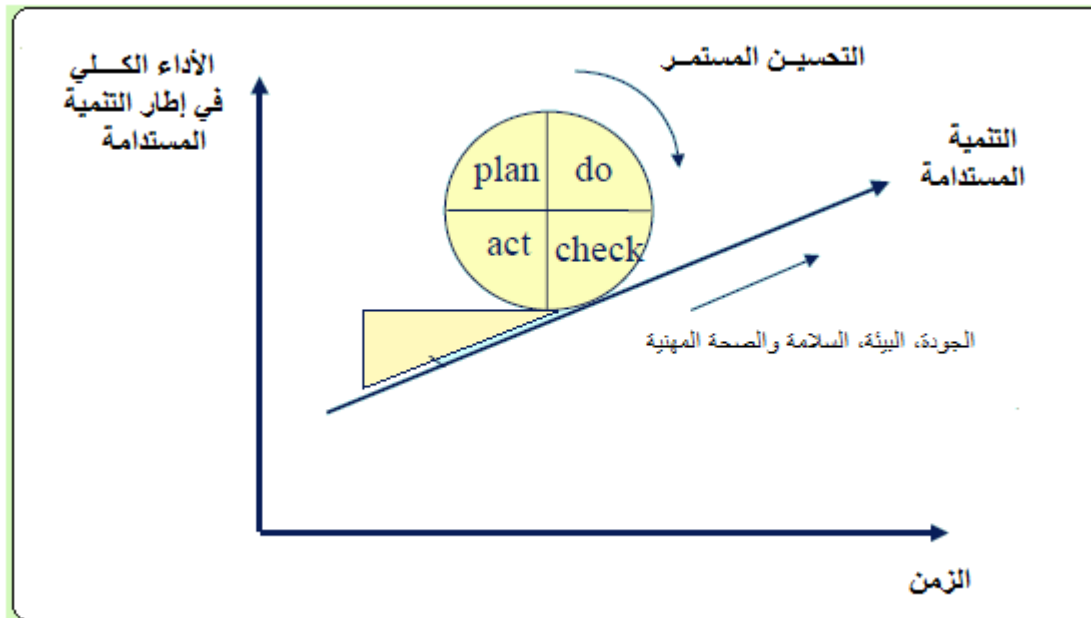 الأداء الكـــلي
في إطار التنمية
المستدامة
التحسيـن المستمـر
التنمية
المستدامة
plan
do
act
check
الجودة، البيئة، السلامة والصحة المهنية
الزمن